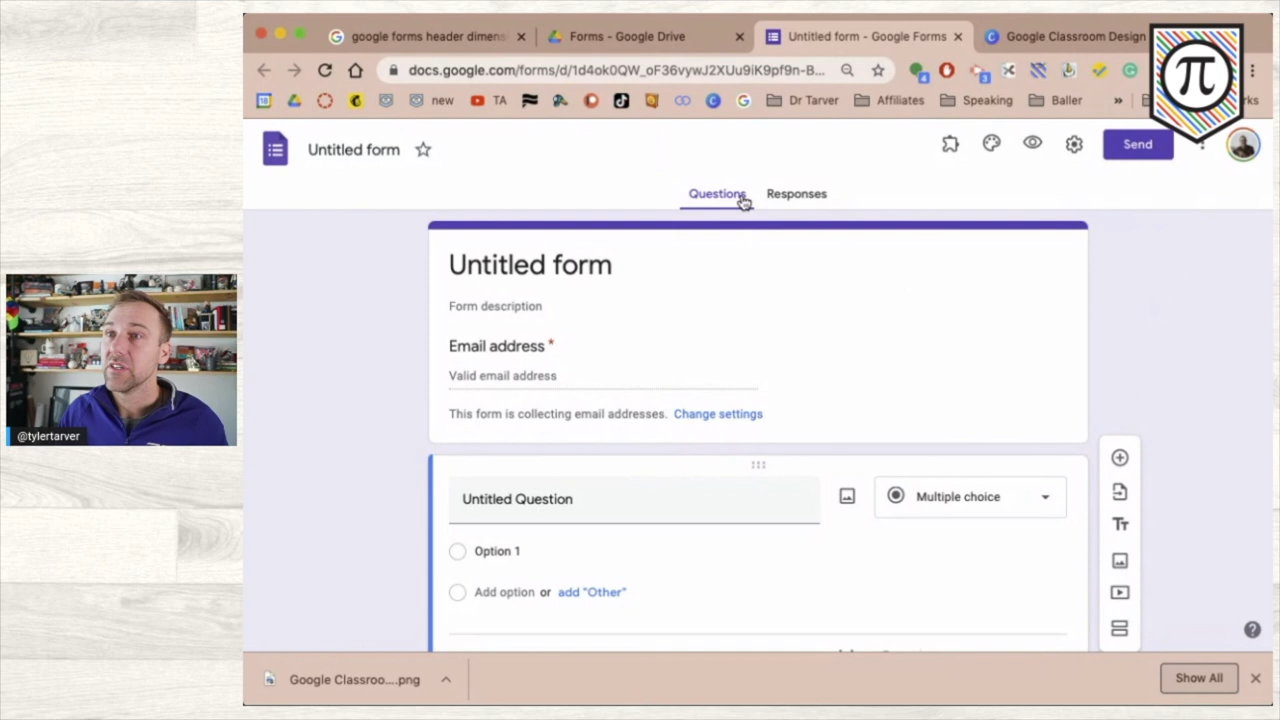 google forms header dimens
Forms - Google Drive
Untitled form - Google Forms
Google Classroom Design
docs.google.com/forms/d/1d4ok0QW_oF36vywJ2XUu9iK9pf9n-B...
new
TA
Dr Tarver
Affiliates
Speaking
Baller
»
rks
π
Untitled form
Send
Questions
Responses
Untitled form
Form description
Email address *
Valid email address
This form is collecting email addresses. Change settings
Untitled Question
Multiple choice
Option 1
Add option or add "Other"
Tт
@tylertarver
Google Classroo....png
Show All